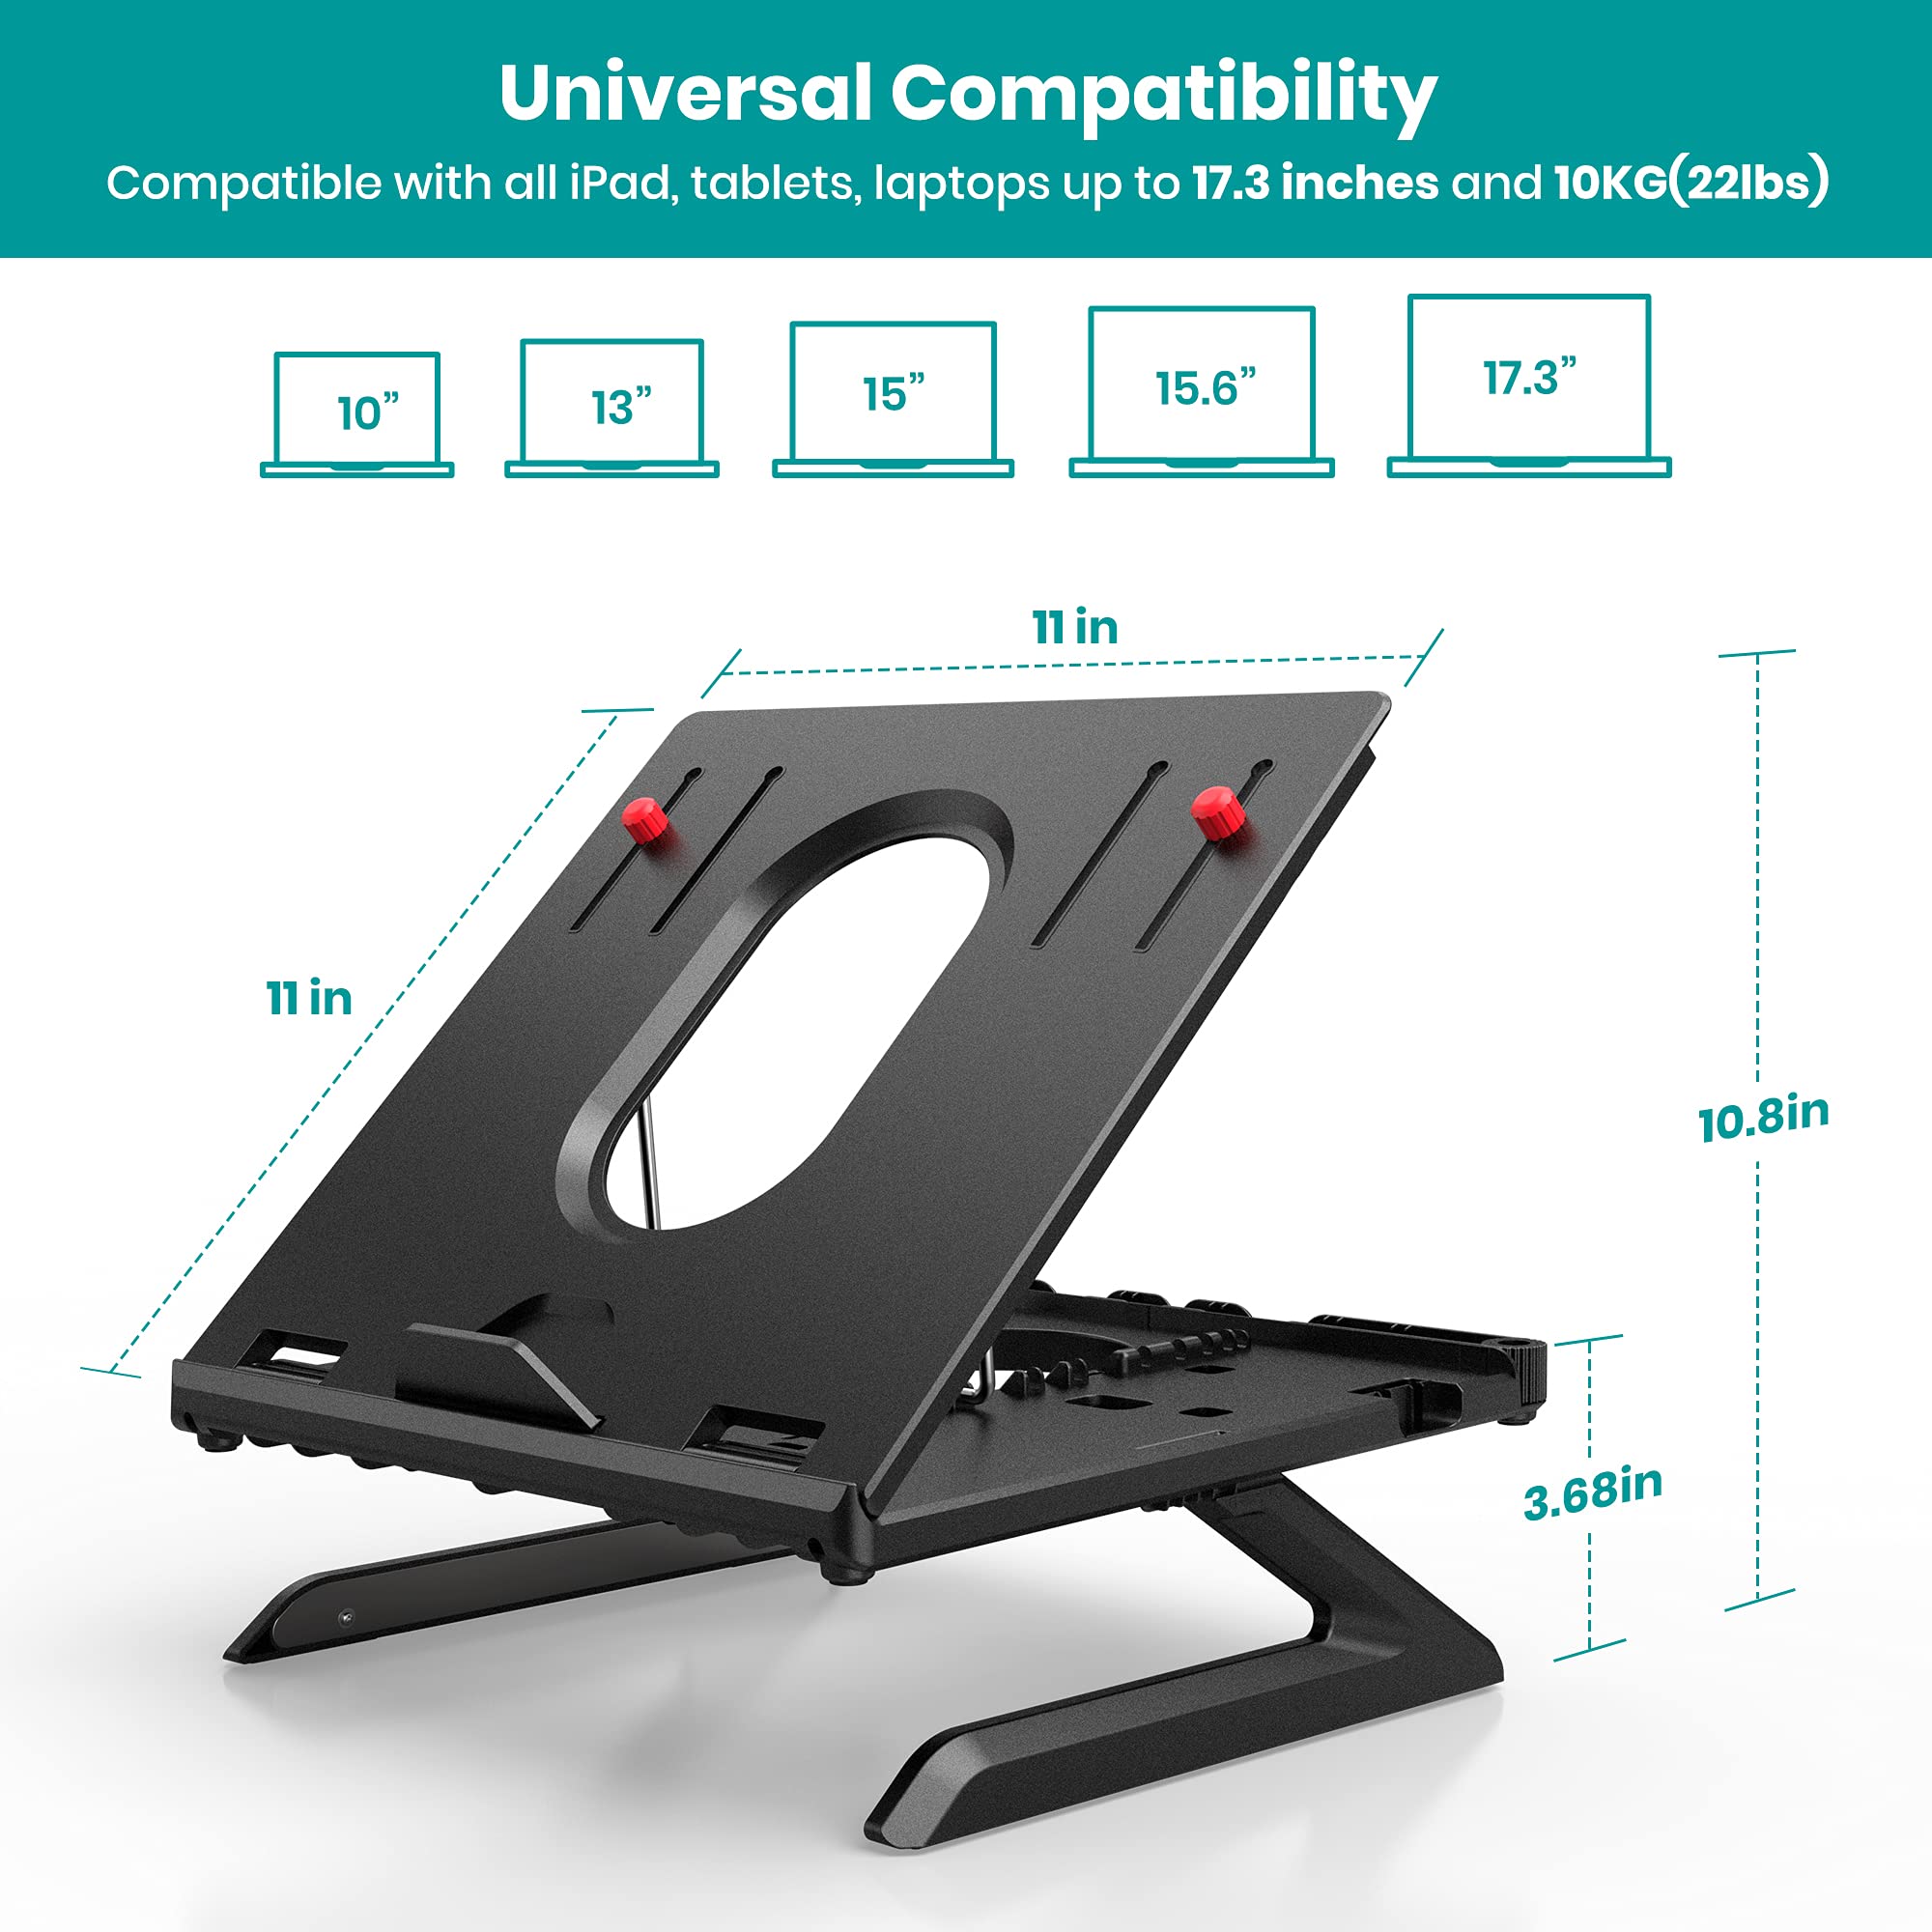 Universal Compatibility
Compatible with all iPad, tablets, laptops up to 17.3 inches and 10KG(22lbs)
10”
13”
15”
15.6”
17.3”
11 in
11 in
10.8in
3.68in